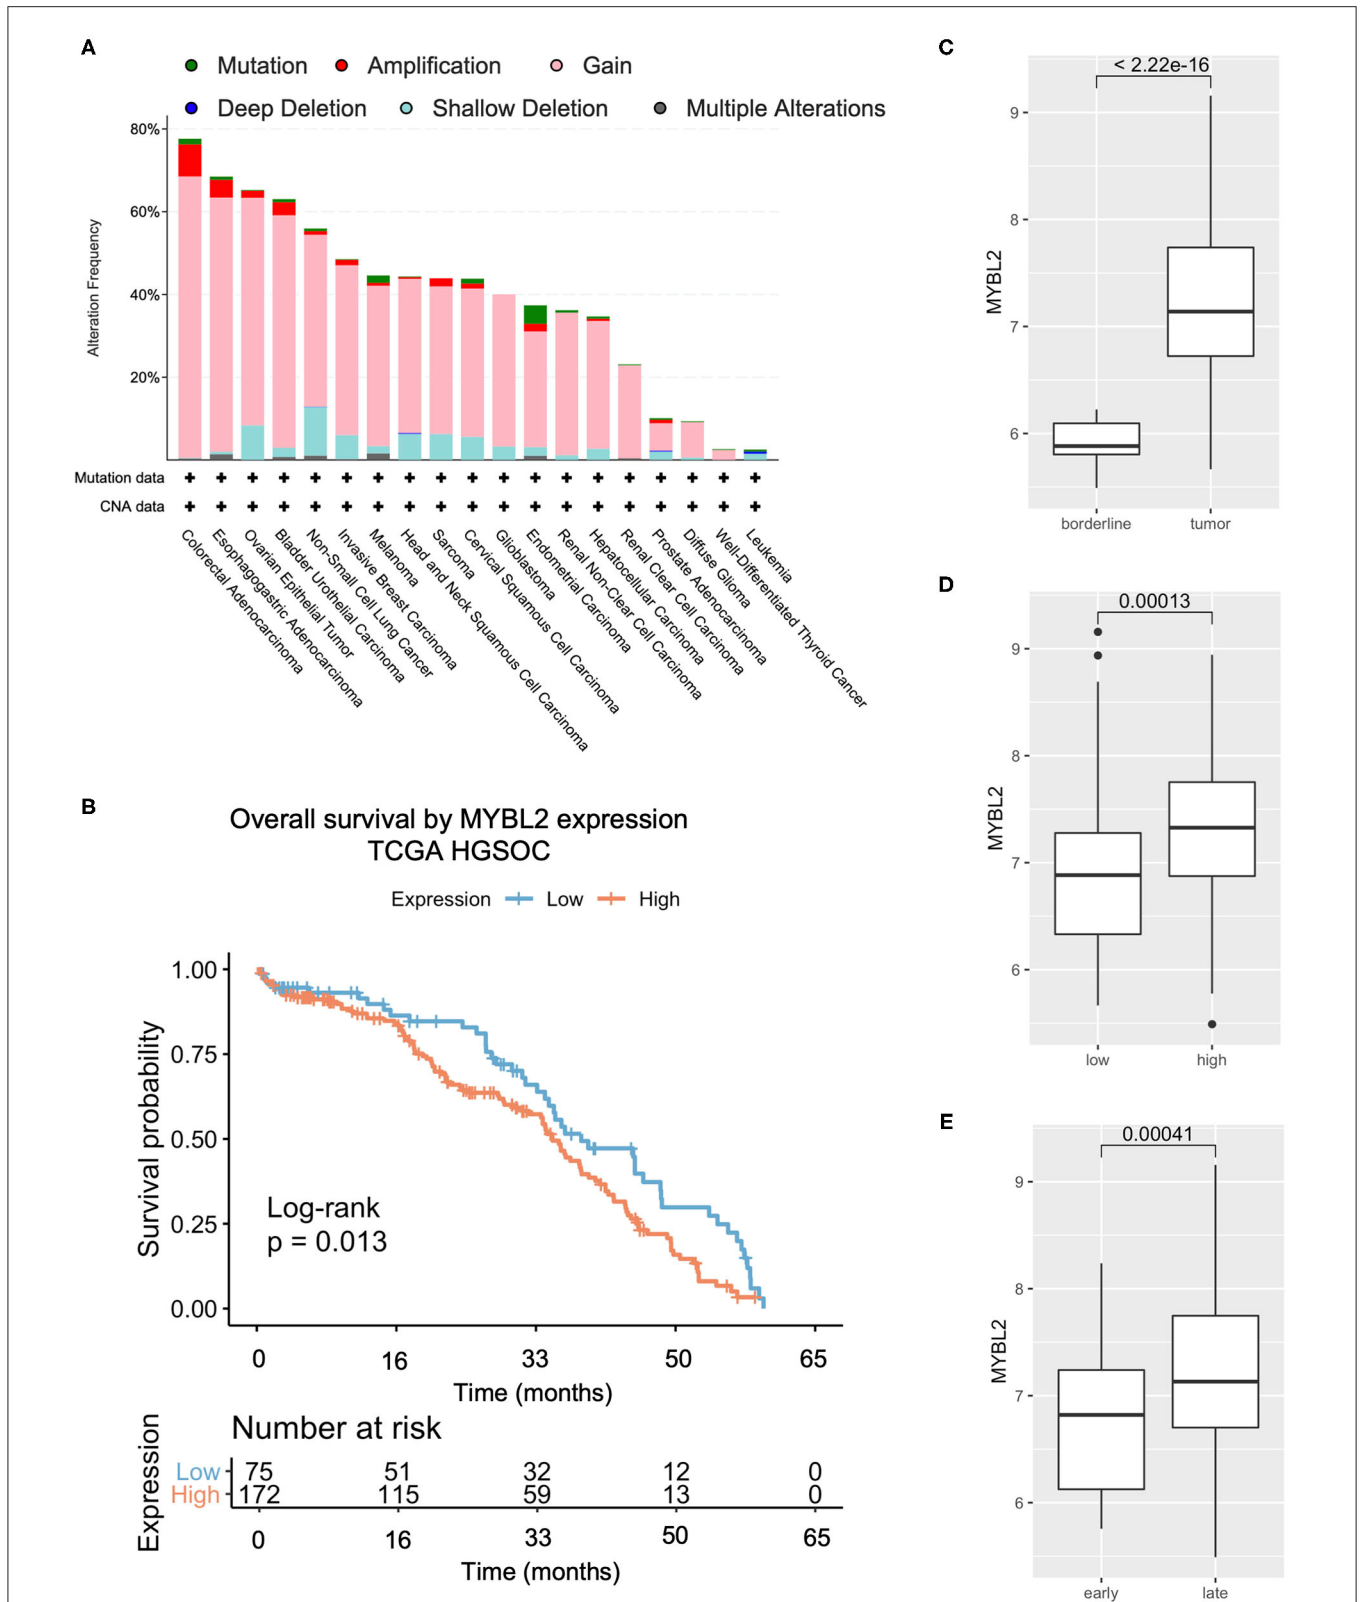 A
Mutation Amplification Gain
Deep Deletion Shallow Deletion Multiple Alterations
80%
60%
40%
20%
Alteration Frequency
Mutation data + + + + + + + + + + + + + + + + + + +
CNA data + + + + + + + + + + + + + + + + + + +
Colorectal Adenocarcinoma
Esophagogastric Adenocarcinoma
Ovarian Epithelial Tumor
Bladder Urothelial Carcinoma
Non-Small Cell Lung Cancer
Invasive Breast Carcinoma
Melanoma
Head and Neck Squamous Cell Carcinoma
Sarcoma
Cervical Squamous Cell Carcinoma
Glioblastoma
Endometrial Carcinoma
Renal Non-Clear Cell Carcinoma
Hepatocellular Carcinoma
Renal Clear Cell Carcinoma
Prostate Adenocarcinoma
Diffuse Glioma
Well-Differentiated Thyroid Cancer
Leukemia
B
Overall survival by MYBL2 expression
TCGA HGSOC
Expression Low High
1.00
0.75
0.50
0.25
0.00
Survival probability
Log-rank
p = 0.013
0 16 33 50 65
Time (months)
Number at risk
Expression
Low 75 51 32 12 0
High 172 115 59 13 0
0 16 33 50 65
Time (months)
C
< 2.22e-16
9
8
7
6
MYBL2
borderline tumor
D
0.00013
9
8
7
6
MYBL2
low high
E
0.00041
9
8
7
6
MYBL2
early late